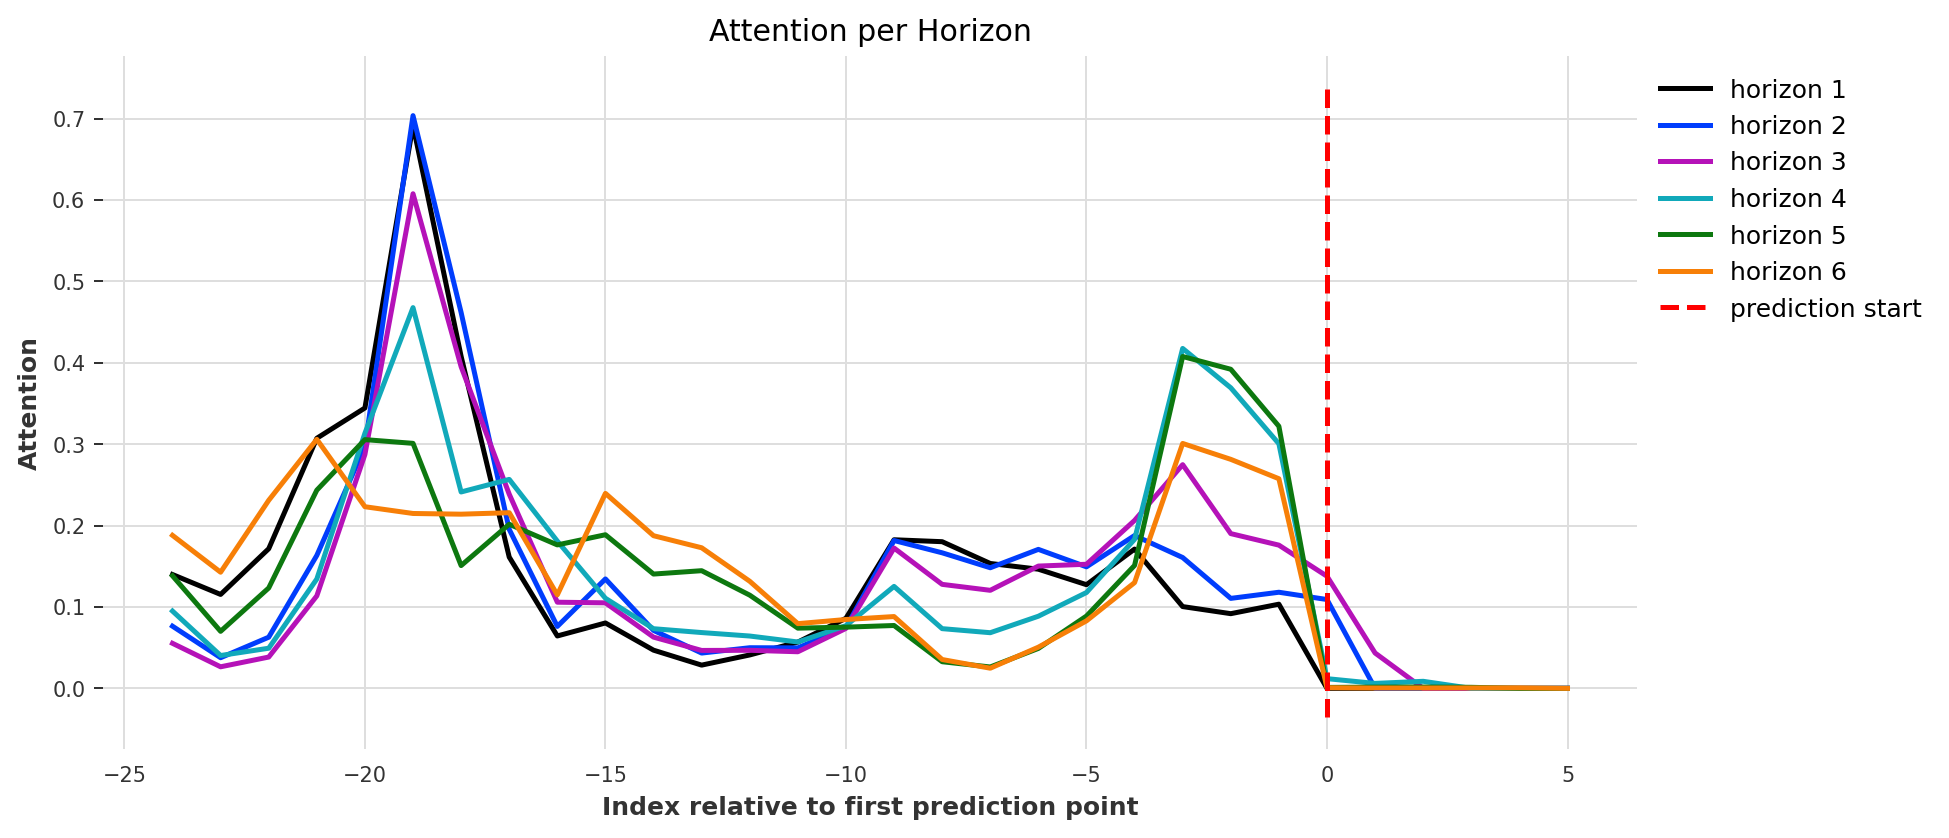 Attention per Horizon
Attention
0.7
0.6
0.5
0.4
0.3
0.2
0.1
0.0
−25
−20
−15
−10
−5
0
5
Index relative to first prediction point
horizon 1
horizon 2
horizon 3
horizon 4
horizon 5
horizon 6
prediction start